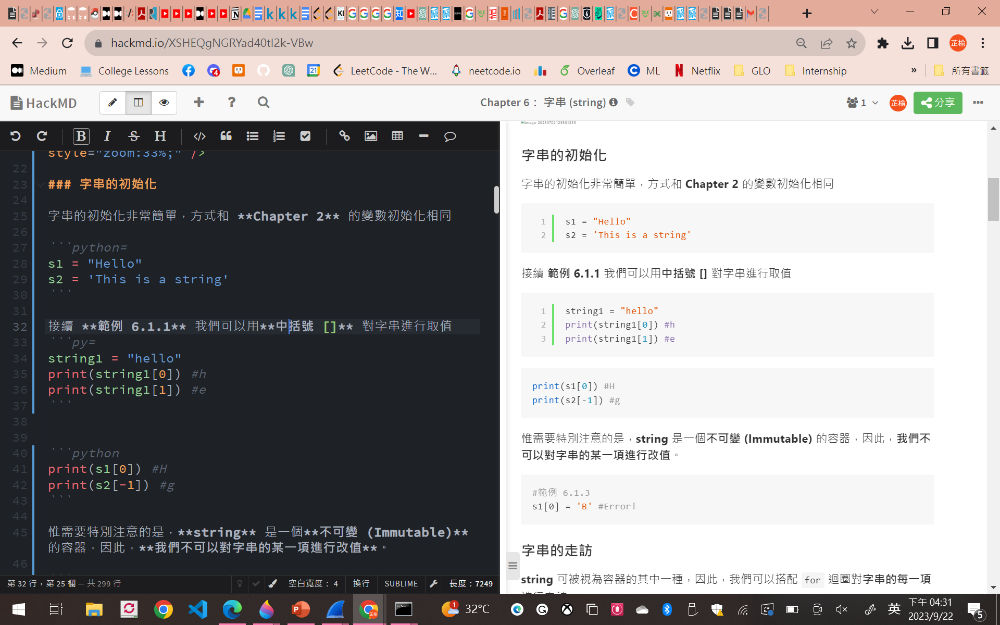 hackmd.io/XSHEQgNGRYad40tI2k-VBw
芷榆
Medium
College Lessons
LeetCode - The W...
neetcode.io
Overleaf
ML
Netflix
GLO
Internship
»
所有書籤
HackMD
Chapter 6： 字串 (string)
1
芷榆
分享
style="zoom:33%;" />
22
23 ### 字串的初始化
24
25 字串的初始化非常簡單，方式和 **Chapter 2** 的變數初始化相同
26
27 ```python=
28 s1 = "Hello"
29 s2 = 'This is a string'
30 ```
31
32 接續 **範例 6.1.1** 我們可以用**中括號 []** 對字串進行取值
33 ```py=
34 string1 = "hello"
35 print(string1[0]) #h
36 print(string1[1]) #e
37 ```
38
39
40 ```python
41 print(s1[0]) #H
42 print(s2[-1]) #g
43 ```
44
45 惟需要特別注意的是，**string** 是一個**不可變 (Immutable)**
的容器，因此，**我們不可以對字串的某一項進行改值**。
46
第 32 行，第 25 欄 — 共 299 行
空白寬度： 4
換行
SUBLIME
長度：7249
image-20230702123501235
字串的初始化
字串的初始化非常簡單，方式和 Chapter 2 的變數初始化相同
1 s1 = "Hello"
2 s2 = 'This is a string'
接續 範例 6.1.1 我們可以用中括號 [] 對字串進行取值
1 string1 = "hello"
2 print(string1[0]) #h
3 print(string1[1]) #e
print(s1[0]) #H
print(s2[-1]) #g
惟需要特別注意的是，string 是一個不可變 (Immutable) 的容器，因此，我們不
可以對字串的某一項進行改值。
#範例 6.1.3
s1[0] = 'B' #Error!
字串的走訪
string 可被視為容器的其中一種，因此，我們可以搭配 for 迴圈對字串的每一項
1
32°C
英
下午 04:31
2023/9/22
5